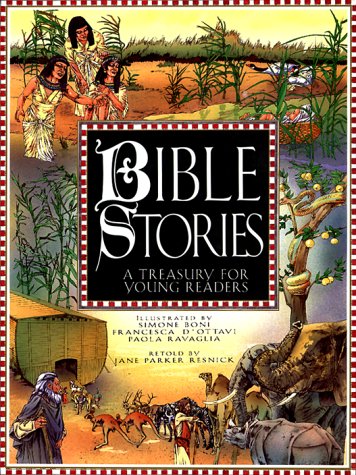 BIBLE
STORIES
A TREASURY FOR
YOUNG READERS
ILLUSTRATED BY
SIMONE BONI
FRANCESCA D'OTTAVI
PAOLA RAVAGLIA
RETOLD BY
JANE PARKER RESNICK